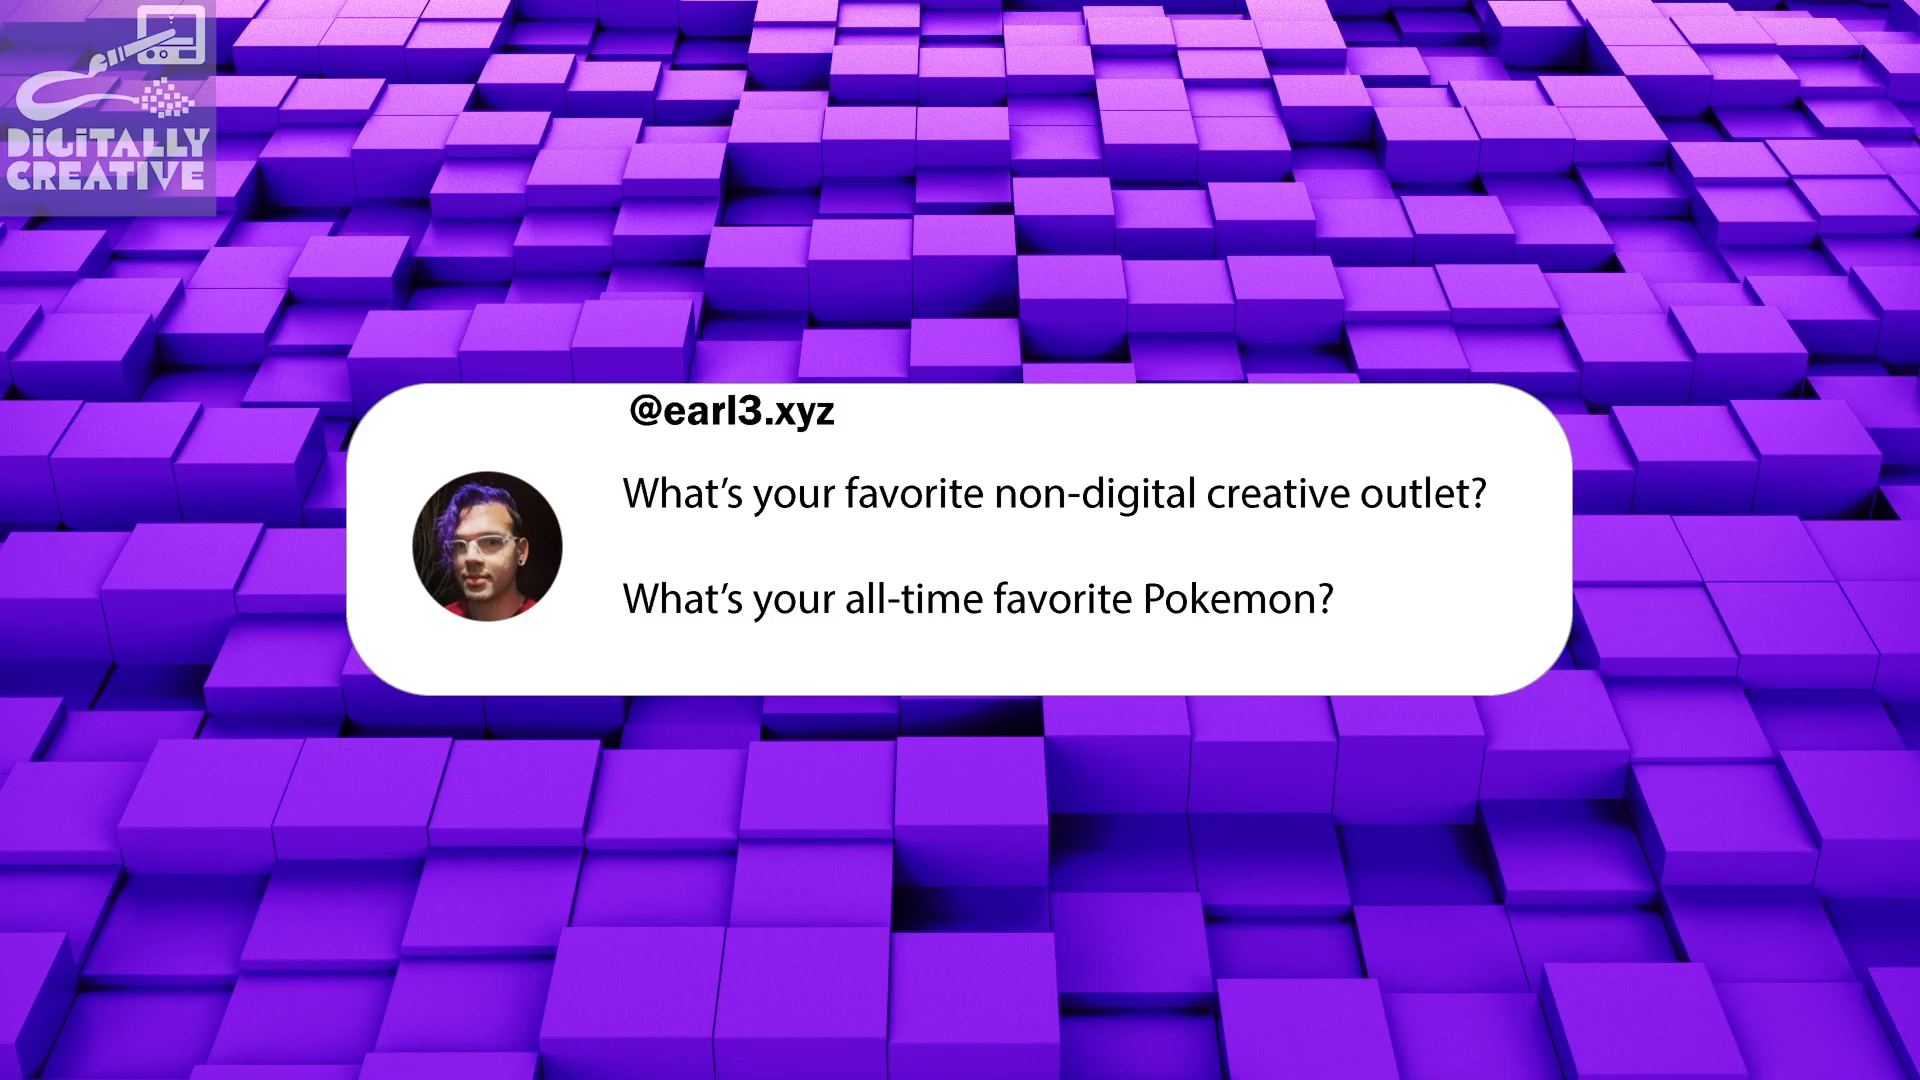 DiGiTALLY
CREATIVE
@earl3.xyz
What's your favorite non-digital creative outlet?
What's your all-time favorite Pokemon?